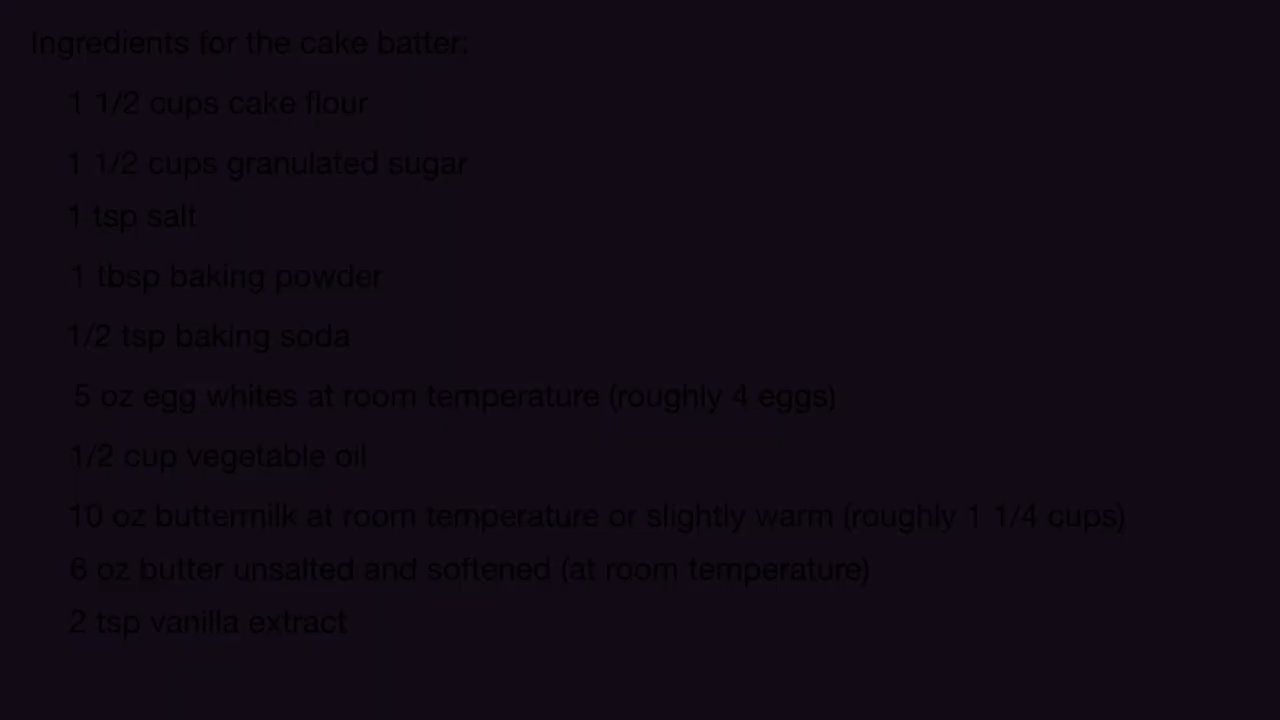 Ingredients for the cake batter:
1 1/2 cups cake flour
1 1/2 cups granulated sugar
1 tsp salt
1 tbsp baking powder
1/2 tsp baking soda
5 oz egg whites at room temperature (roughly 4 eggs)
1/2 cup vegetable oil
10 oz buttermilk at room temperature or slightly warm (roughly 1 1/4 cups)
6 oz butter unsalted and softened (at room temperature)
2 tsp vanilla extract